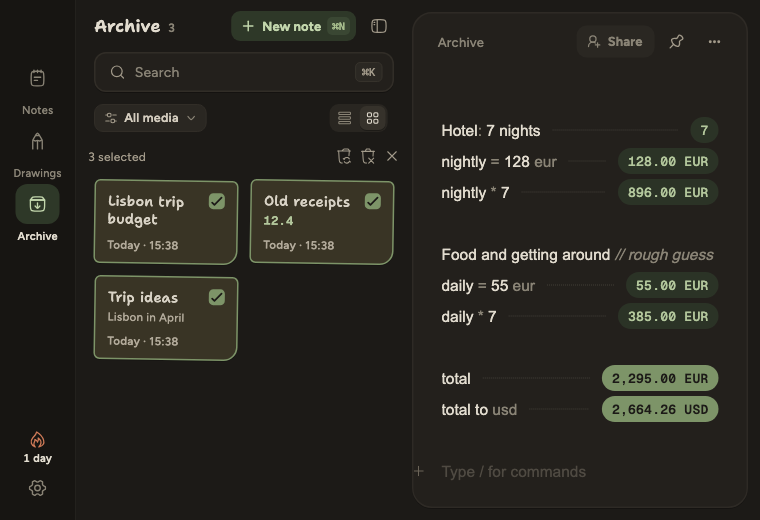 Notes
Drawings
Archive
1 day
Archive 3
New note ⌘N
Search ⌘K
All media
3 selected
Lisbon trip
budget
Today · 15:38
Old receipts
12.4
Today · 15:38
Trip ideas
Lisbon in April
Today · 15:38
Archive
Share
Hotel: 7 nights 7
nightly = 128 eur 128.00 EUR
nightly * 7 896.00 EUR
Food and getting around // rough guess
daily = 55 eur 55.00 EUR
daily * 7 385.00 EUR
total 2,295.00 EUR
total to usd 2,664.26 USD
Type / for commands